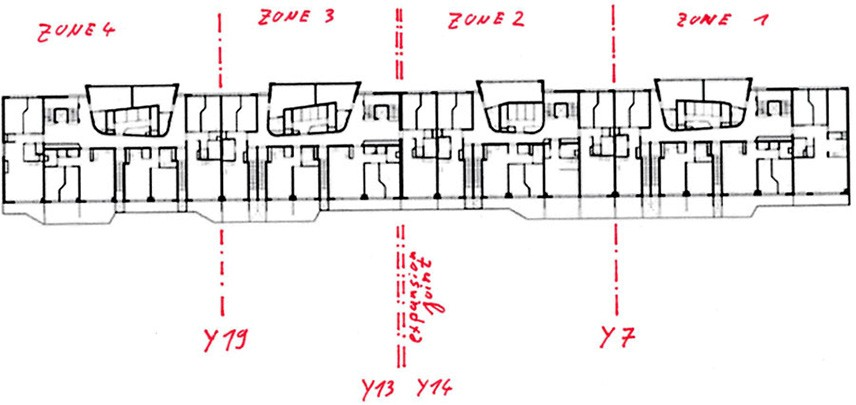 ZONE 4
ZONE 3
ZONE 2
ZONE 1
expansion
joint
Y19
Y7
Y13 Y14